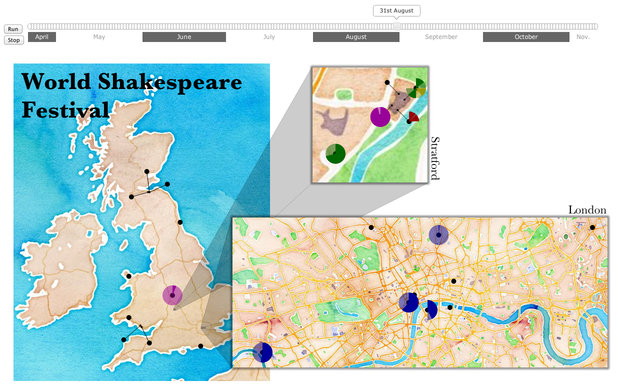 31st August
Run
Stop
April May June July August September October Nov.
World Shakespeare
Festival
Stratford
London